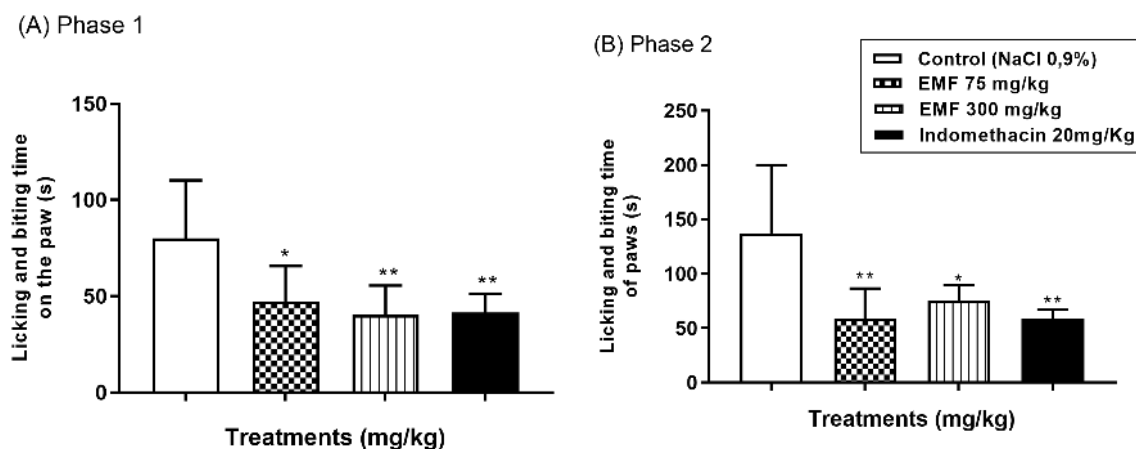 (A) Phase 1
150
100
50
0
Licking and biting time
on the paw (s)
*
**
**
Treatments (mg/kg)
(B) Phase 2
Control (NaCl 0,9%)
EMF 75 mg/kg
EMF 300 mg/kg
Indomethacin 20mg/Kg
250
200
150
100
50
0
Licking and biting time
of paws (s)
**
*
**
Treatments (mg/kg)